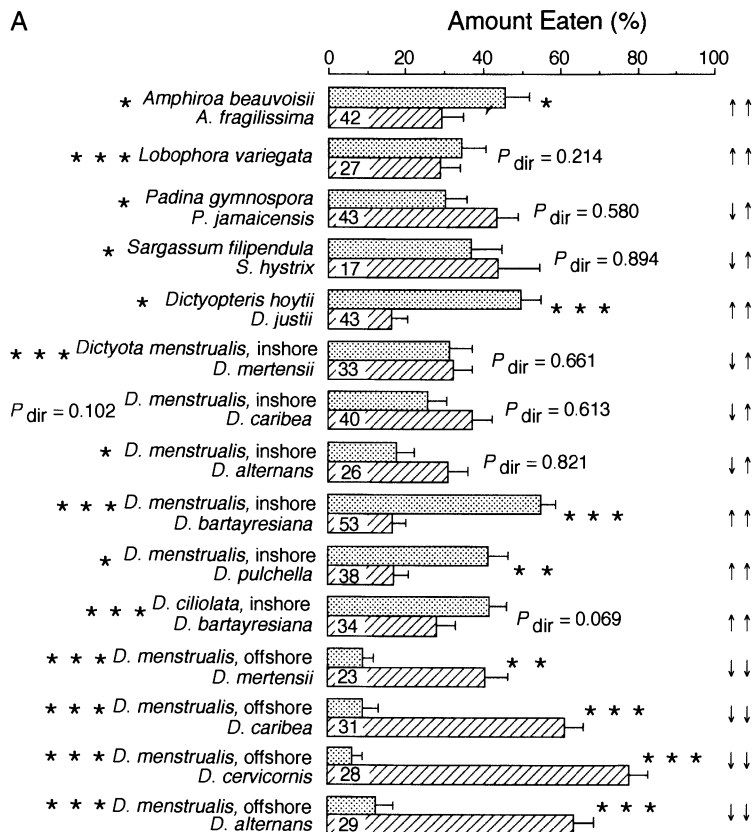 A
Amount Eaten (%)
0 20 40 60 80 100
* Amphiroa beauvoisii *
A. fragilissima 42 ↑ ↑
* * * Lobophora variegata 27 P dir = 0.214 ↑ ↑
* Padina gymnospora P dir = 0.580
P. jamaicensis 43 ↓ ↑
* Sargassum filipendula P dir = 0.894
S. hystrix 17 ↓ ↑
* Dictyopteris hoytii * * *
D. justii 43 ↑ ↑
* * * Dictyota menstrualis, inshore P dir = 0.661
D. mertensii 33 ↓ ↑
P dir = 0.102 D. menstrualis, inshore P dir = 0.613
D. caribea 40 ↓ ↑
* D. menstrualis, inshore P dir = 0.821
D. alternans 26 ↓ ↑
* * * D. menstrualis, inshore
D. bartayresiana 53 * * * ↑ ↑
* D. menstrualis, inshore
D. pulchella 38 * * ↑ ↑
* * * D. ciliolata, inshore P dir = 0.069
D. bartayresiana 34 ↑ ↑
* * * D. menstrualis, offshore * *
D. mertensii 23 ↓ ↓
* * * D. menstrualis, offshore * * *
D. caribea 31 ↓ ↓
* * * D. menstrualis, offshore * * *
D. cervicornis 28 ↓ ↓
* * * D. menstrualis, offshore * * *
D. alternans 29 ↓ ↓